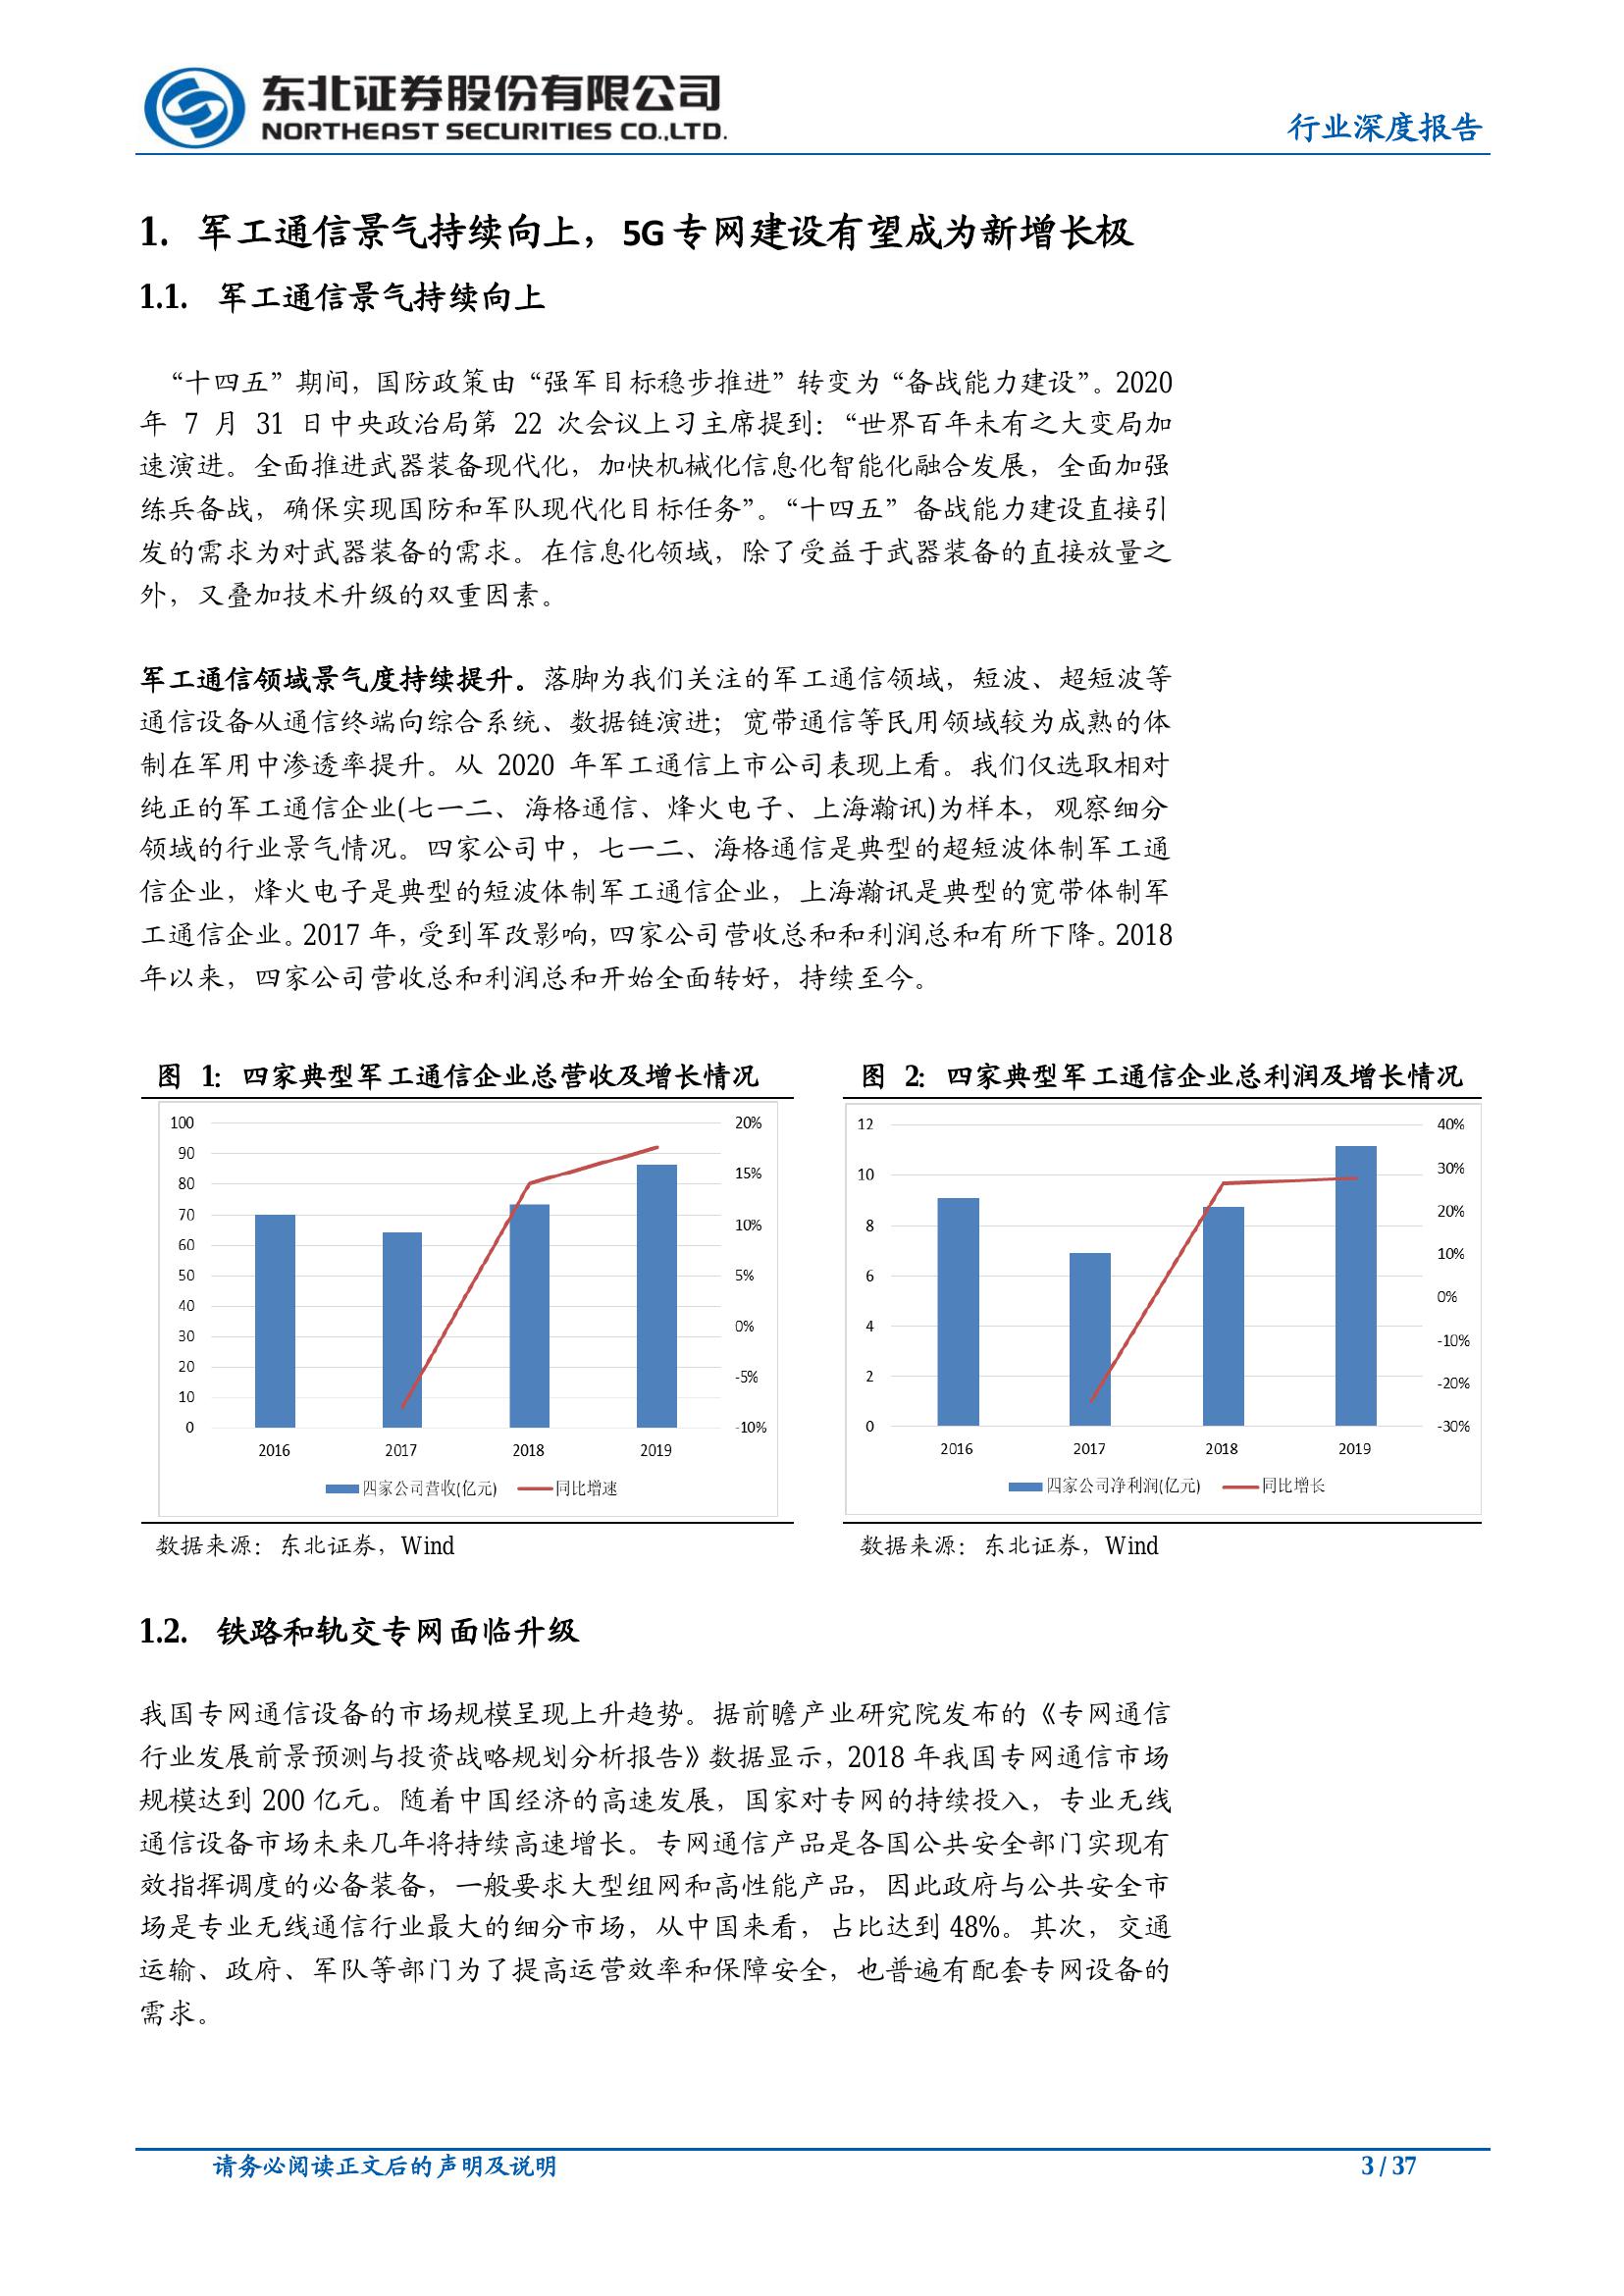 东北证券股份有限公司
NORTHEAST SECURITIES CO.,LTD.
行业深度报告
1. 军工通信景气持续向上，5G 专网建设有望成为新增长极
1.1. 军工通信景气持续向上
“十四五”期间，国防政策由“强军目标稳步推进”转变为“备战能力建设”。2020
年 7 月 31 日中央政治局第 22 次会议上习主席提到：“世界百年未有之大变局加
速演进。全面推进武器装备现代化，加快机械化信息化智能化融合发展，全面加强
练兵备战，确保实现国防和军队现代化目标任务”。“十四五”备战能力建设直接引
发的需求为对武器装备的需求。在信息化领域，除了受益于武器装备的直接放量之
外，又叠加技术升级的双重因素。
军工通信领域景气度持续提升。落脚为我们关注的军工通信领域，短波、超短波等
通信设备从通信终端向综合系统、数据链演进；宽带通信等民用领域较为成熟的体
制在军用中渗透率提升。从 2020 年军工通信上市公司表现上看。我们仅选取相对
纯正的军工通信企业(七一二、海格通信、烽火电子、上海瀚讯)为样本，观察细分
领域的行业景气情况。四家公司中，七一二、海格通信是典型的超短波体制军工通
信企业，烽火电子是典型的短波体制军工通信企业，上海瀚讯是典型的宽带体制军
工通信企业。2017 年，受到军改影响，四家公司营收总和和利润总和有所下降。2018
年以来，四家公司营收总和利润总和开始全面转好，持续至今。
图 1：四家典型军工通信企业总营收及增长情况
100
90
80
70
60
50
40
30
20
10
0
20%
15%
10%
5%
0%
-5%
-10%
2016 2017 2018 2019
四家公司营收(亿元) 同比增速
数据来源：东北证券，Wind
图 2：四家典型军工通信企业总利润及增长情况
12
10
8
6
4
2
0
40%
30%
20%
10%
0%
-10%
-20%
-30%
2016 2017 2018 2019
四家公司净利润(亿元) 同比增长
数据来源：东北证券，Wind
1.2. 铁路和轨交专网面临升级
我国专网通信设备的市场规模呈现上升趋势。据前瞻产业研究院发布的《专网通信
行业发展前景预测与投资战略规划分析报告》数据显示，2018 年我国专网通信市场
规模达到 200 亿元。随着中国经济的高速发展，国家对专网的持续投入，专业无线
通信设备市场未来几年将持续高速增长。专网通信产品是各国公共安全部门实现有
效指挥调度的必备装备，一般要求大型组网和高性能产品，因此政府与公共安全市
场是专业无线通信行业最大的细分市场，从中国来看，占比达到 48%。其次，交通
运输、政府、军队等部门为了提高运营效率和保障安全，也普遍有配套专网设备的
需求。
请务必阅读正文后的声明及说明
3 / 37